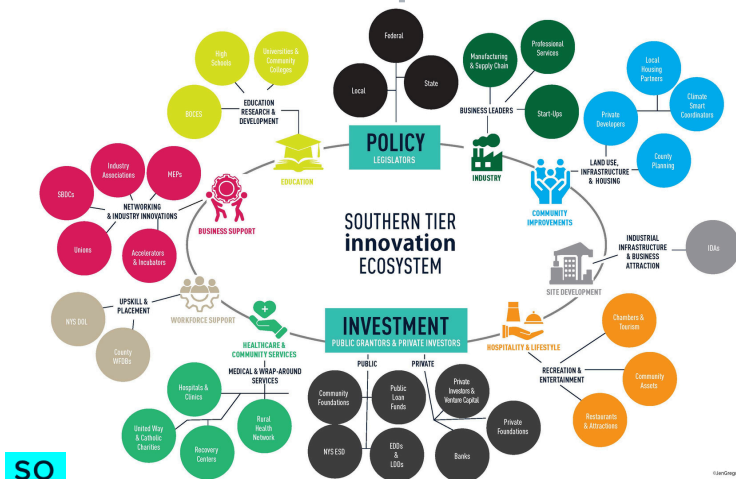 Federal
Local
State
POLICY
LEGISLATORS
High
Schools
Universities &
Community
Colleges
BOCES
EDUCATION
RESEARCH &
DEVELOPMENT
EDUCATION
Manufacturing
& Supply Chain
Professional
Services
Start-Ups
BUSINESS LEADERS
INDUSTRY
Local
Housing
Partners
Climate
Smart
Coordinators
Private
Developers
County
Planning
LAND USE,
INFRASTRUCTURE
& HOUSING
COMMUNITY
IMPROVEMENTS
Industry
Associations
MEPs
SBDCs
NETWORKING
& INDUSTRY INNOVATIONS
Unions
Accelerators
& Incubators
BUSINESS SUPPORT
SOUTHERN TIER
innovation
ECOSYSTEM
INDUSTRIAL
INFRASTRUCTURE
& BUSINESS
ATTRACTION
IDAs
SITE DEVELOPMENT
UPSKILL &
PLACEMENT
NYS DOL
County
WFDBs
WORKFORCE SUPPORT
HEALTHCARE &
COMMUNITY SERVICES
MEDICAL & WRAP-AROUND
SERVICES
Hospitals &
Clinics
United Way
& Catholic
Charities
Recovery
Centers
Rural
Health
Network
INVESTMENT
PUBLIC GRANTORS & PRIVATE INVESTORS
PUBLIC
PRIVATE
Community
Foundations
Public
Loan
Funds
NYS ESD
EDDs
& LDDs
Private
Investors &
Venture Capital
Private
Foundations
Banks
HOSPITALITY & LIFESTYLE
RECREATION &
ENTERTAINMENT
Chambers &
Tourism
Community
Assets
Restaurants
& Attractions
SO